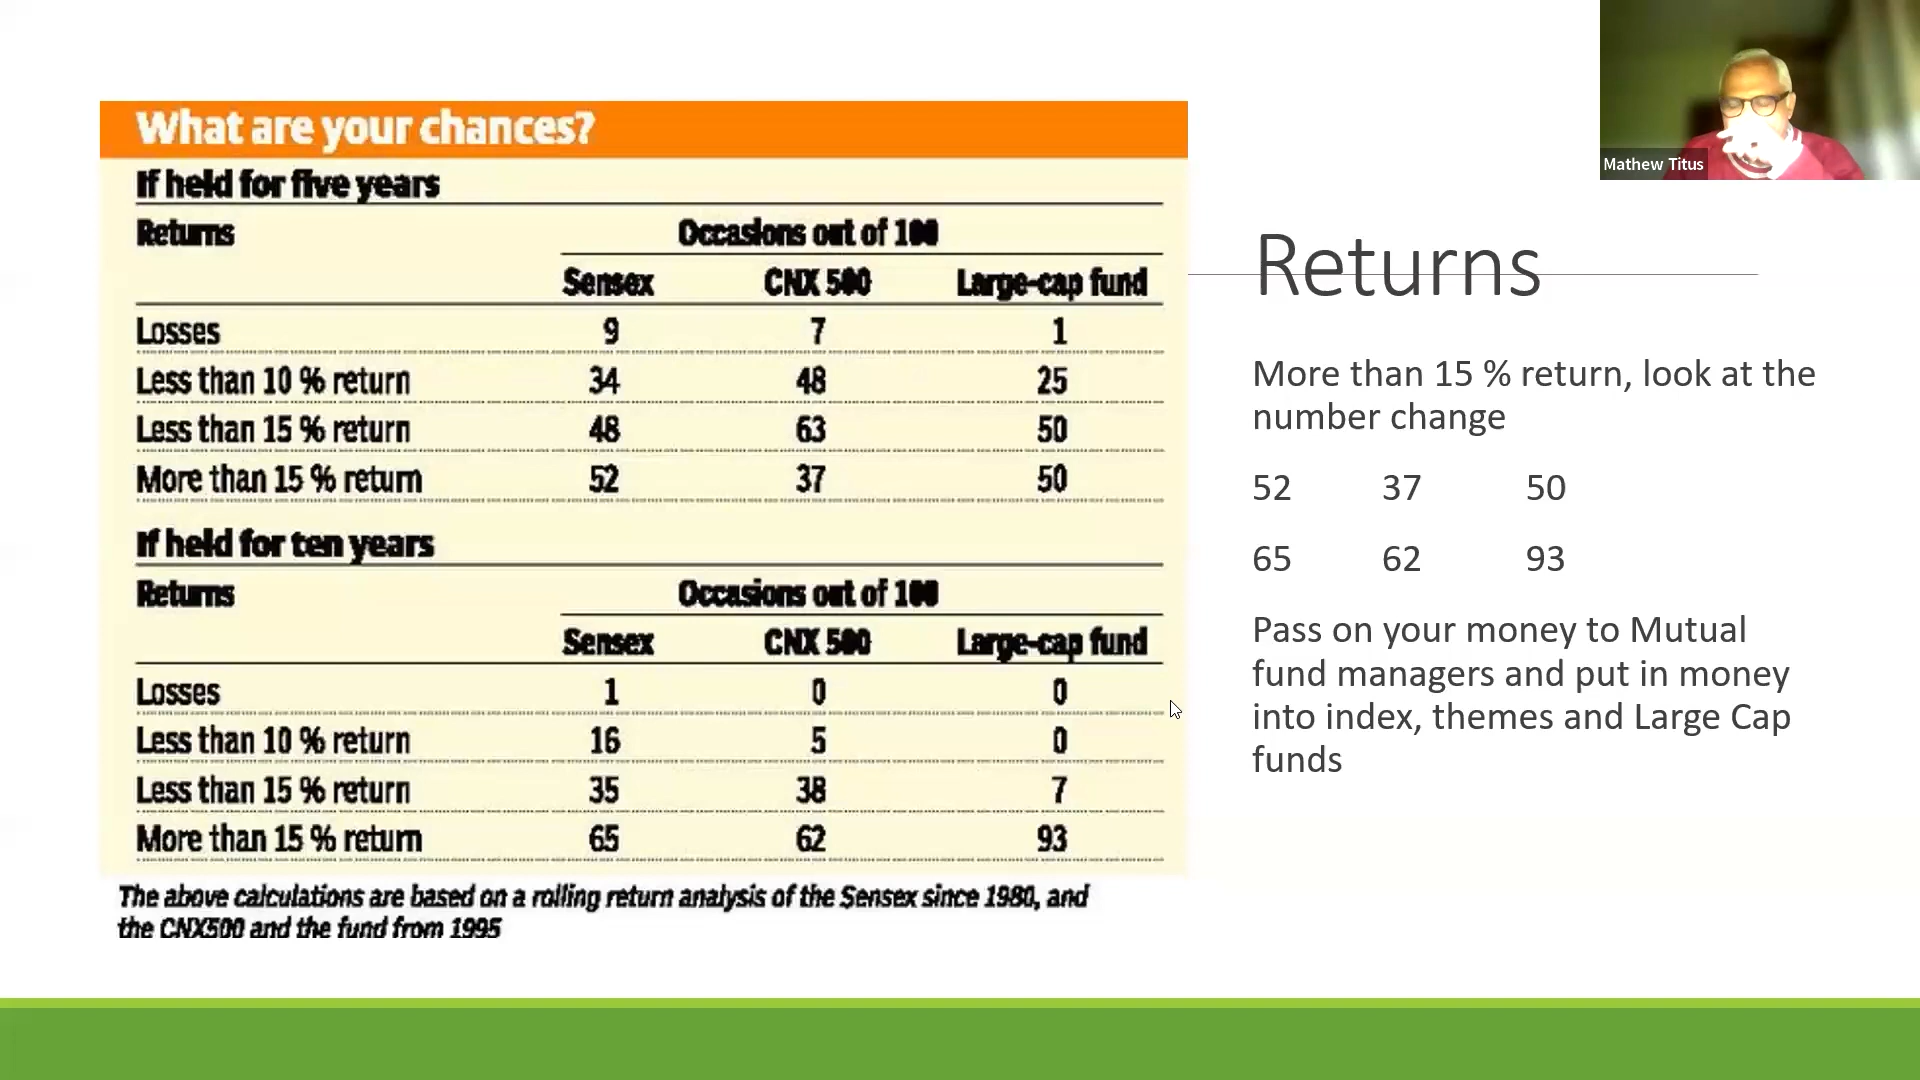 What are your chances?
If held for five years
Returns Occasions out of 100
Sensex CNX 500 Large-cap fund
Losses 9 7 1
Less than 10 % return 34 48 25
Less than 15 % return 48 63 50
More than 15 % return 52 37 50
If held for ten years
Returns Occasions out of 100
Sensex CNX 500 Large-cap fund
Losses 1 0 0
Less than 10 % return 16 5 0
Less than 15 % return 35 38 7
More than 15 % return 65 62 93
The above calculations are based on a rolling return analysis of the Sensex since 1980, and
the CNX500 and the fund from 1995
Mathew Titus
Returns
More than 15 % return, look at the
number change
52 37 50
65 62 93
Pass on your money to Mutual
fund managers and put in money
into index, themes and Large Cap
funds